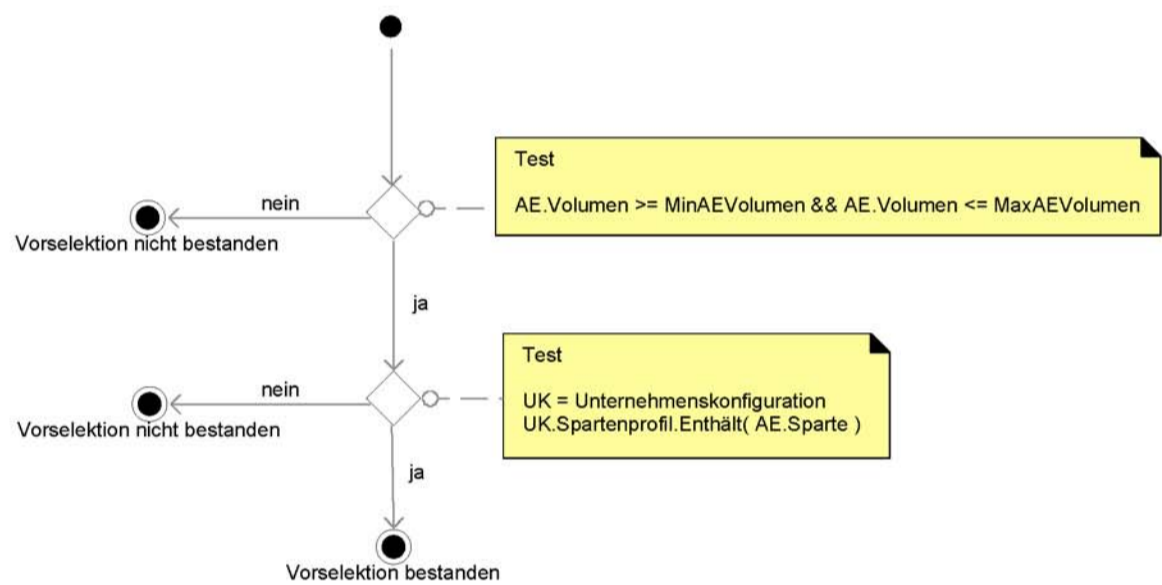 Test
AE.Volumen >= MinAEVolumen && AE.Volumen <= MaxAEVolumen
nein
Vorselektion nicht bestanden
ja
Test
UK = Unternehmenskonfiguration
UK.Spartenprofil.Enthält( AE.Sparte )
nein
Vorselektion nicht bestanden
ja
Vorselektion bestanden